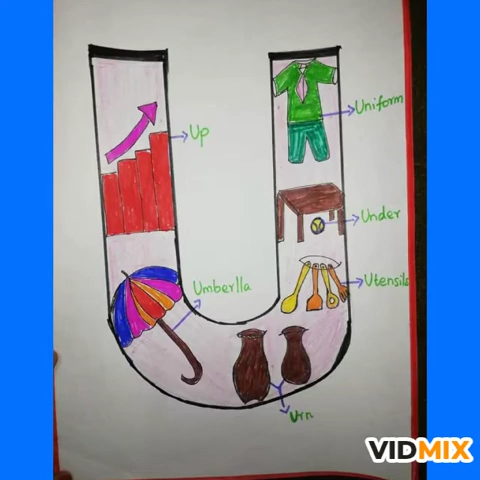 U
Up
Uniform
Under
Umberlla
Utensils
Urn
VIDMIX